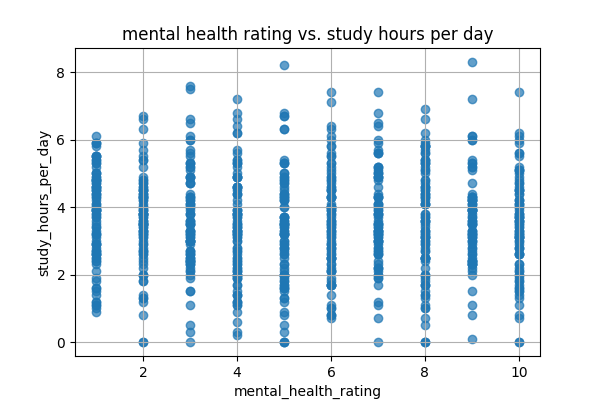 mental health rating vs. study hours per day
8
6
4
2
0
study_hours_per_day
2 4 6 8 10
mental_health_rating